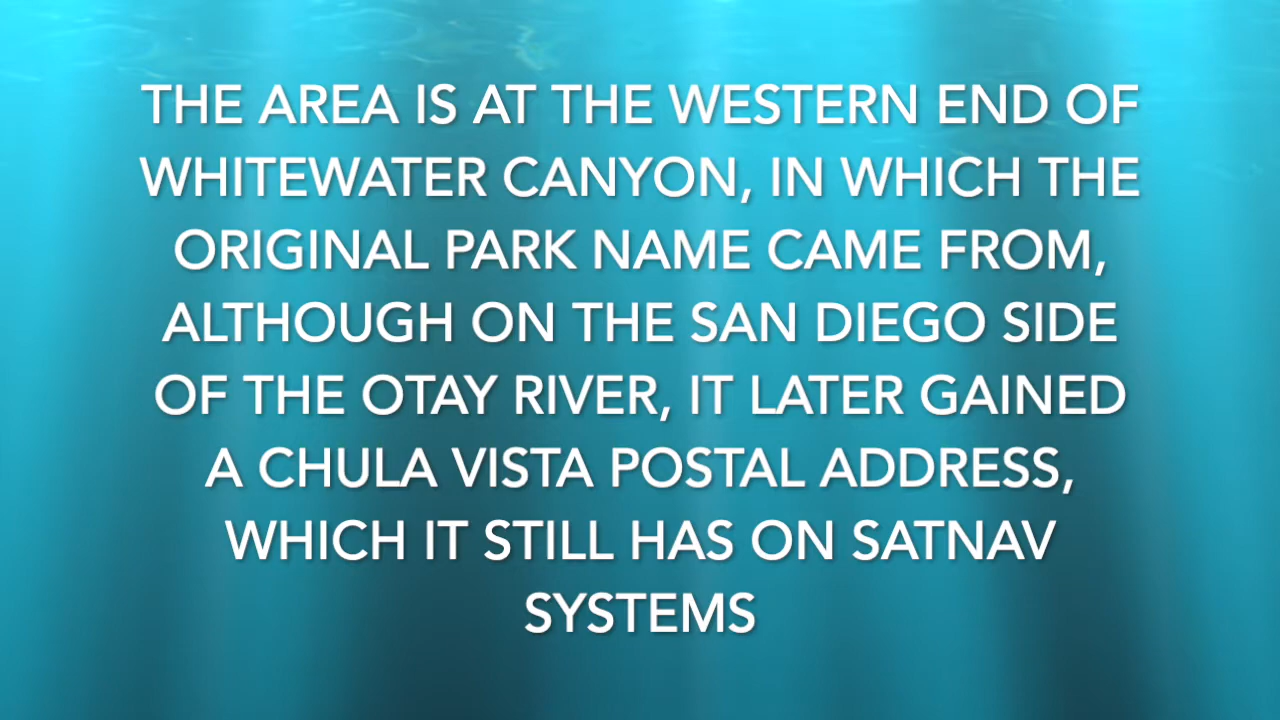 THE AREA IS AT THE WESTERN END OF
WHITEWATER CANYON, IN WHICH THE
ORIGINAL PARK NAME CAME FROM,
ALTHOUGH ON THE SAN DIEGO SIDE
OF THE OTAY RIVER, IT LATER GAINED
A CHULA VISTA POSTAL ADDRESS,
WHICH IT STILL HAS ON SATNAV
SYSTEMS